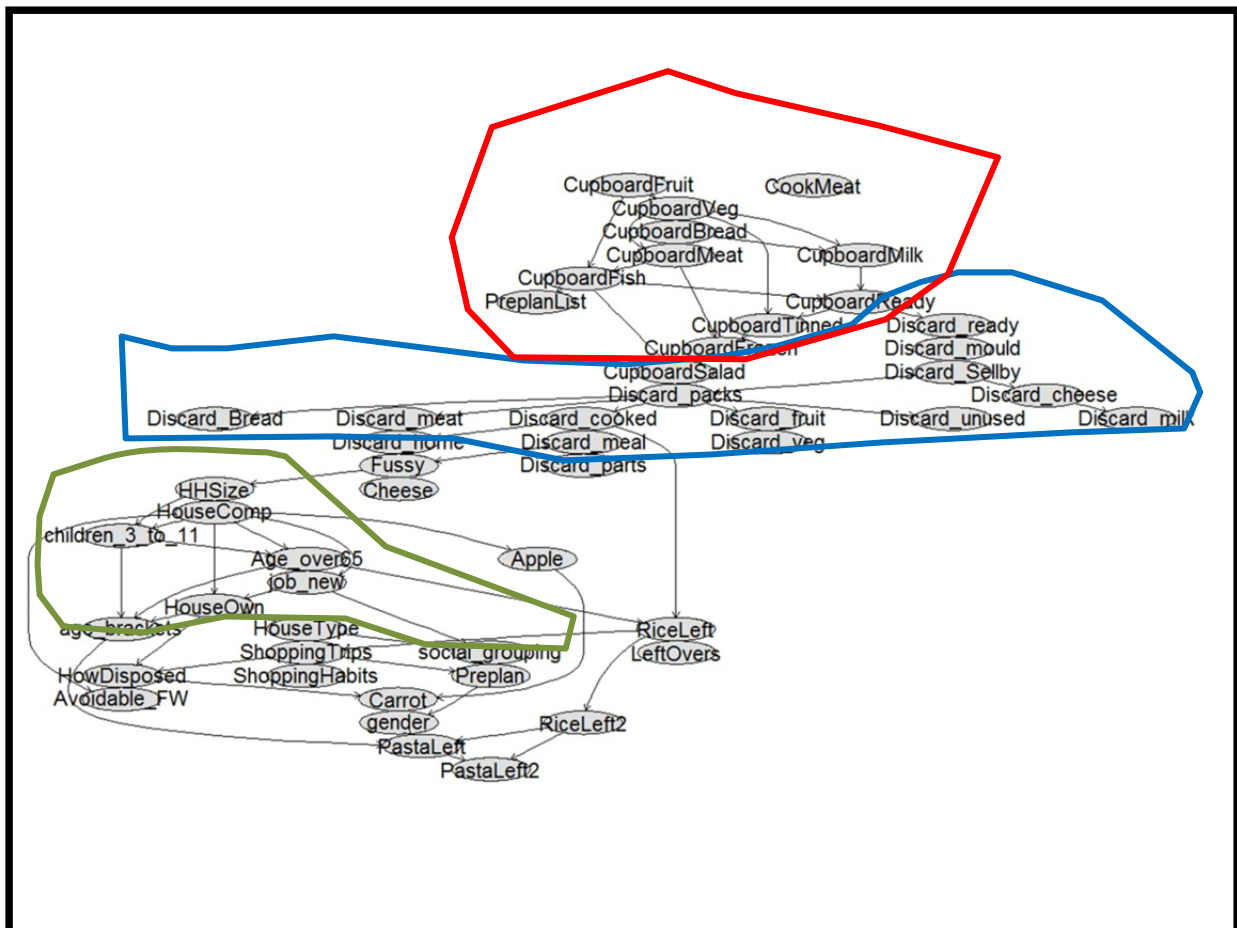 CupboardFruit
CookMeat
CupboardVeg
CupboardBread
CupboardMeat
CupboardMilk
CupboardFish
PreplanList
CupboardReady
CupboardTinned
Discard_ready
CupboardFrozen
Discard_mould
CupboardSalad
Discard_Sellby
Discard_packs
Discard_cheese
Discard_Bread
Discard_meat
Discard_cooked
Discard_fruit
Discard_unused
Discard_milk
Discard_home
Discard_meal
Discard_veg
Fussy
Discard_parts
HHSize
Cheese
HouseComp
children_3_to_11
Age_over65
Apple
job_new
HouseOwn
age_brackets
HouseType
RiceLeft
ShoppingTrips
social_grouping
LeftOvers
HowDisposed
ShoppingHabits
Preplan
Avoidable_FW
Carrot
gender
RiceLeft2
PastaLeft
PastaLeft2